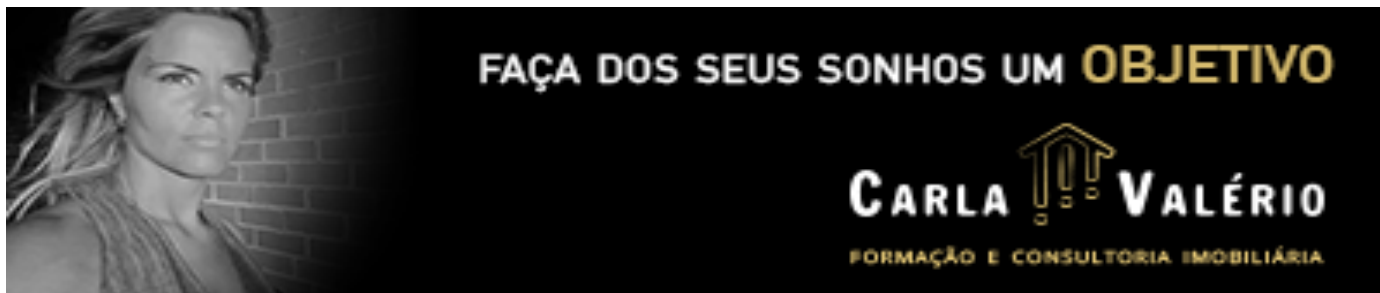 FAÇA DOS SEUS SONHOS UM OBJETIVO
CARLA VALÉRIO
FORMAÇÃO E CONSULTORIA IMOBILIÁRIA